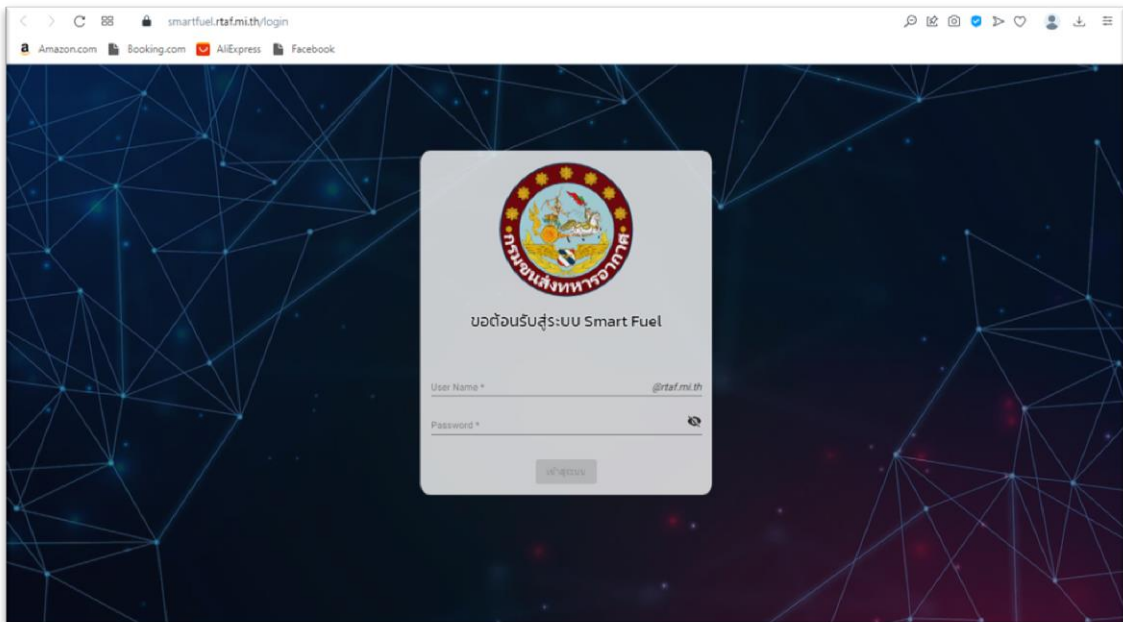 smartfuel.rtaf.mi.th/login
Amazon.com Booking.com AliExpress Facebook
กรมขนส่งทหารอากาศ
ขอต้อนรับสู่ระบบ Smart Fuel
User Name * @rtaf.mi.th
Password *
เข้าสู่ระบบ